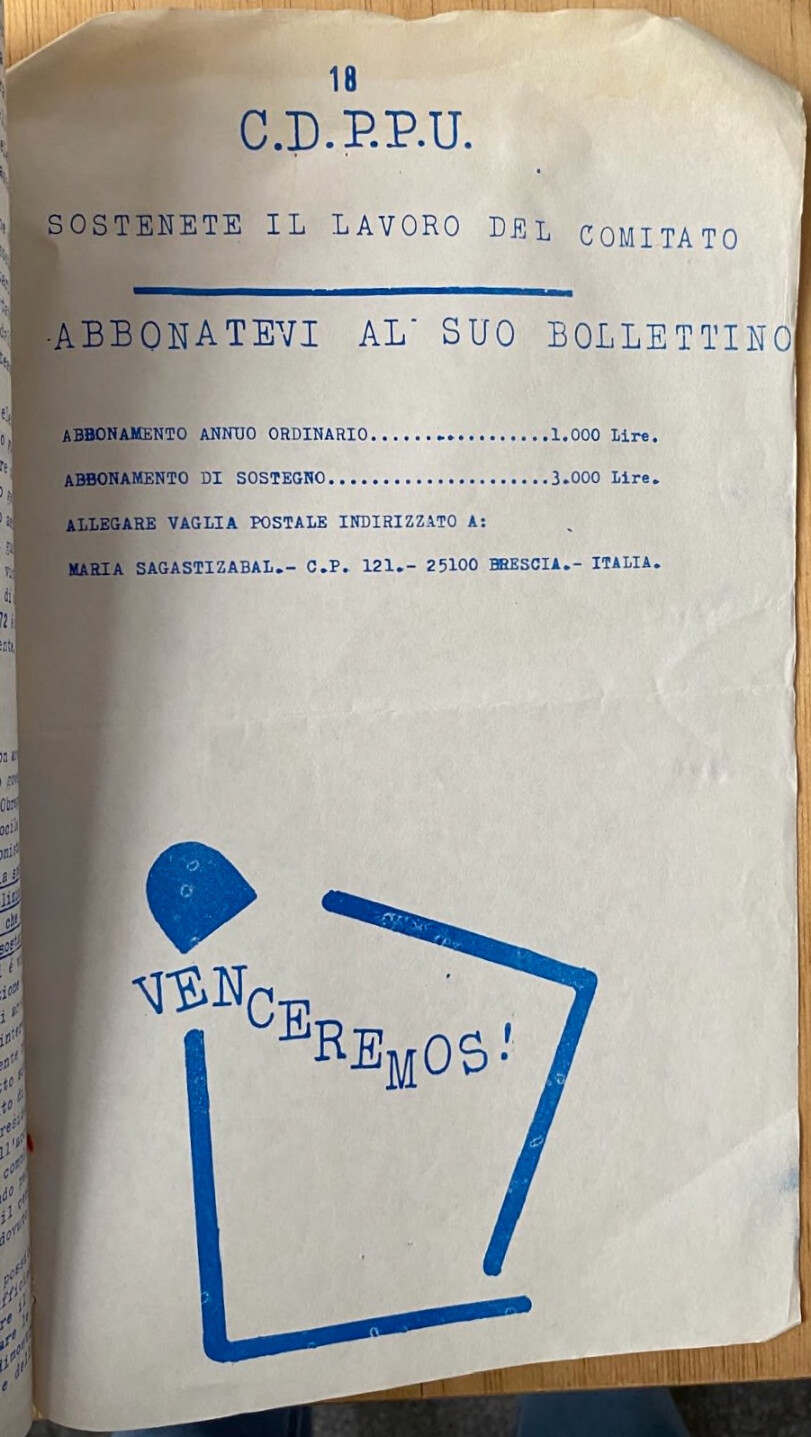 18
C.D.P.P.U.
SOSTENETE IL LAVORO DEL COMITATO
ABBONATEVI AL SUO BOLLETTINO
ABBONAMENTO ANNUO ORDINARIO....................1.000 Lire.
ABBONAMENTO DI SOSTEGNO.........................3.000 Lire.
ALLEGARE VAGLIA POSTALE INDIRIZZATO A:
MARIA SAGASTIZABAL.- C.P. 121.- 25100 BRESCIA.- ITALIA.
VENCEREMOS!